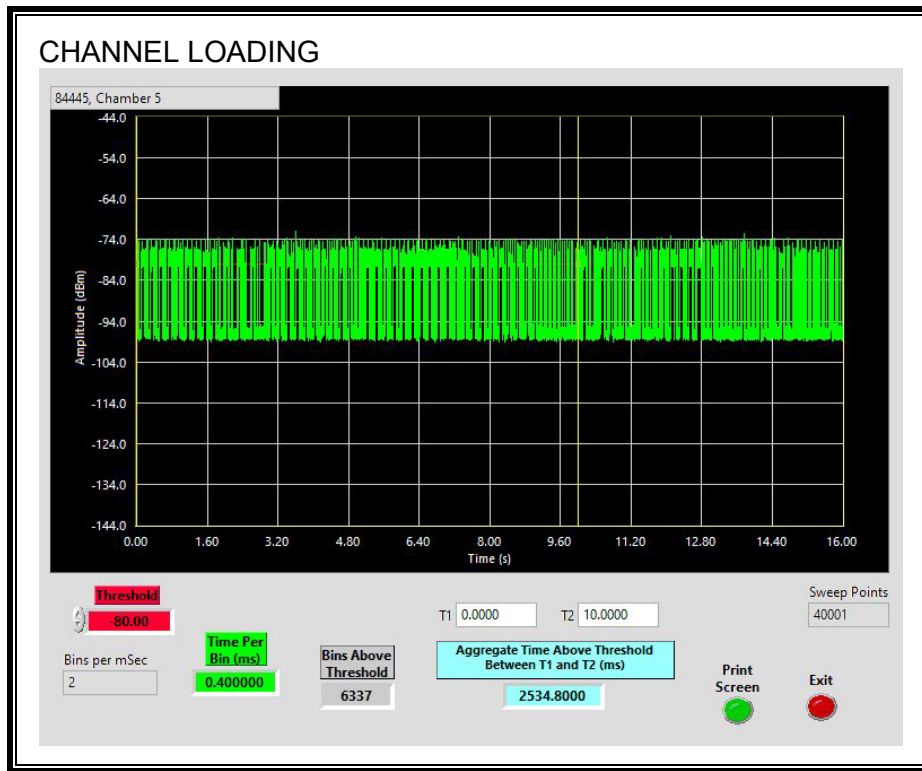 CHANNEL LOADING
84445, Chamber 5
-44.0
-54.0
-64.0
-74.0
-84.0
-94.0
-104.0
-114.0
-124.0
-134.0
-144.0
Amplitude (dBm)
0.00 1.60 3.20 4.80 6.40 8.00 9.60 11.20 12.80 14.40 16.00
Time (s)
Threshold
-80.00
Bins per mSec
2
Time Per
Bin (ms)
0.400000
Bins Above
Threshold
6337
T1 0.0000 T2 10.0000
Aggregate Time Above Threshold
Between T1 and T2 (ms)
2534.8000
Sweep Points
40001
Print
Screen
Exit